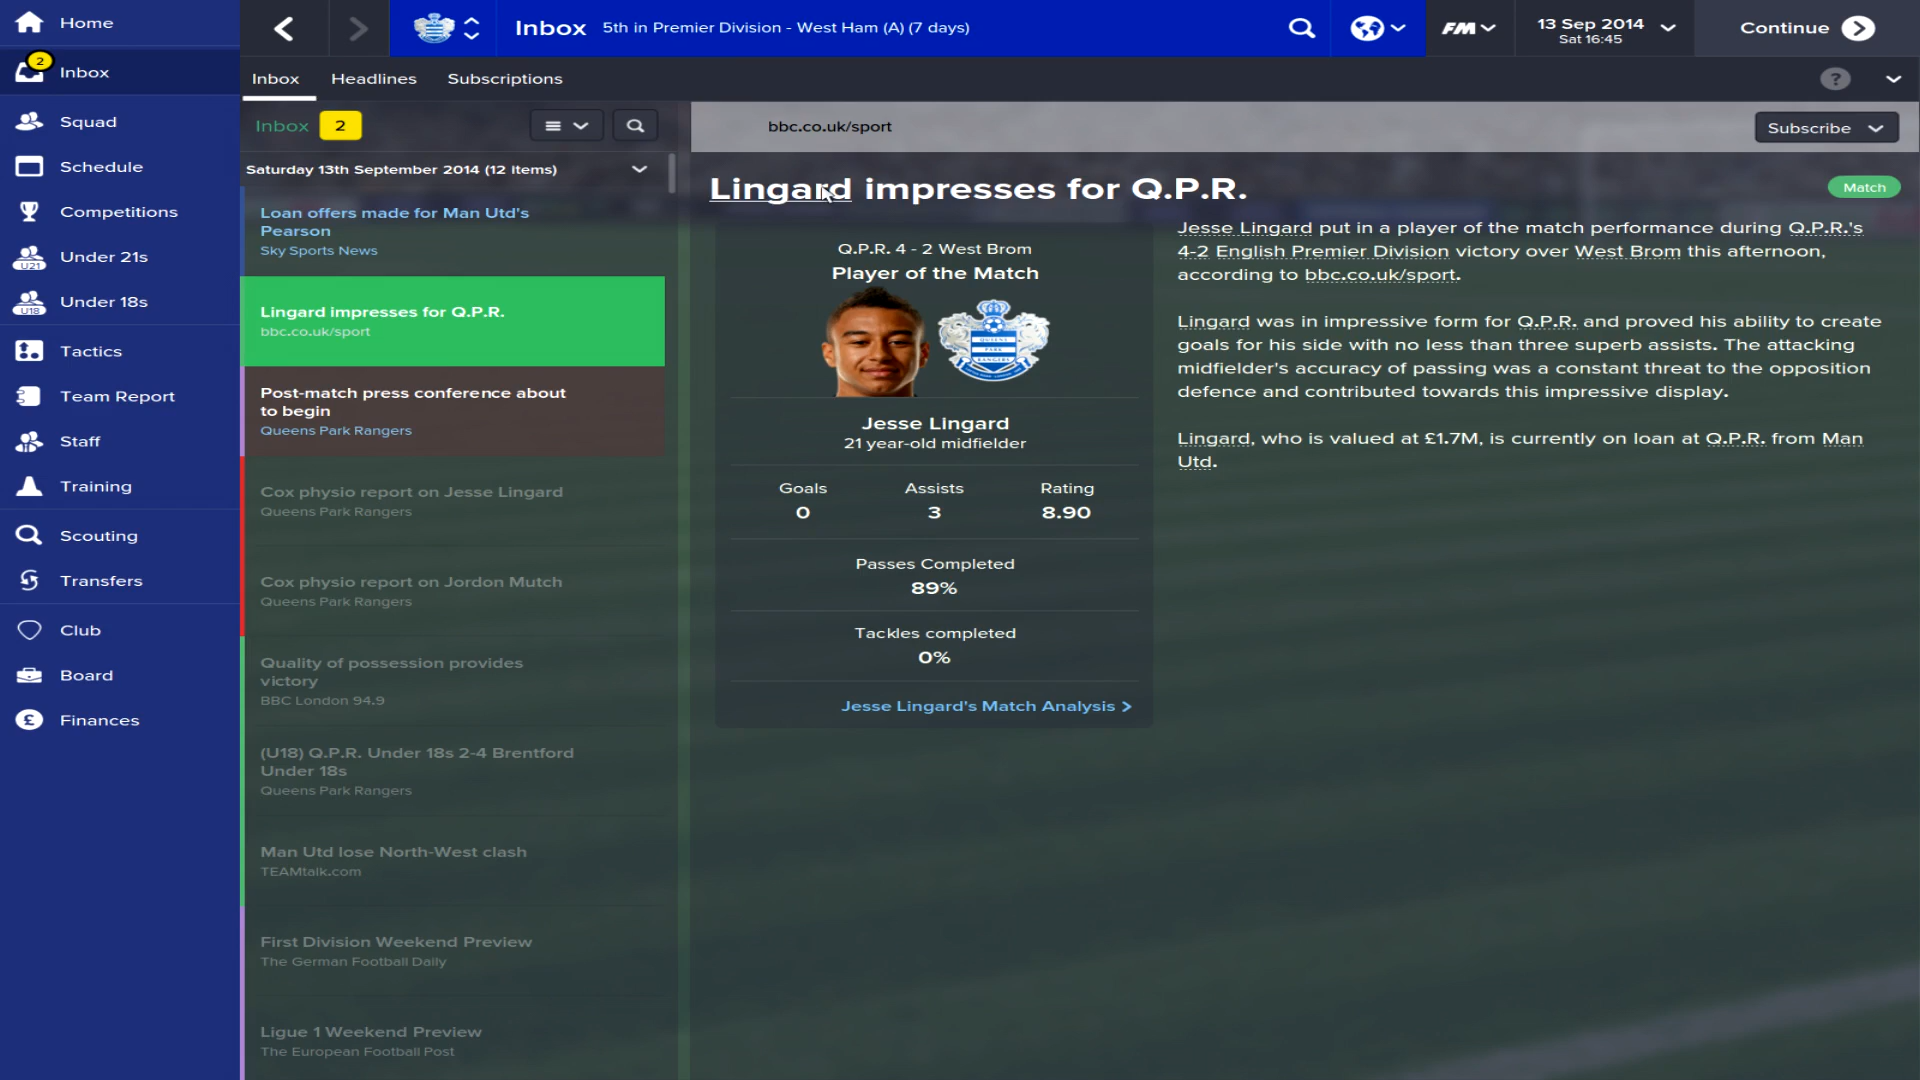 Home
Inbox
2
Squad
Schedule
Competitions
Under 21s
U21
Under 18s
U18
Tactics
Team Report
Staff
Training
Scouting
Transfers
Club
Board
Finances
Inbox 5th in Premier Division - West Ham (A) (7 days)
FM
13 Sep 2014
Sat 16:45
Continue
Inbox Headlines Subscriptions
?
Inbox 2
Saturday 13th September 2014 (12 items)
Loan offers made for Man Utd's
Pearson
Sky Sports News
Lingard impresses for Q.P.R.
bbc.co.uk/sport
Post-match press conference about
to begin
Queens Park Rangers
Cox physio report on Jesse Lingard
Queens Park Rangers
Cox physio report on Jordon Mutch
Queens Park Rangers
Quality of possession provides
victory
BBC London 94.9
(U18) Q.P.R. Under 18s 2-4 Brentford
Under 18s
Queens Park Rangers
Man Utd lose North-West clash
TEAMtalk.com
First Division Weekend Preview
The German Football Daily
Ligue 1 Weekend Preview
The European Football Post
bbc.co.uk/sport
Subscribe
Lingard impresses for Q.P.R.
Match
Q.P.R. 4 - 2 West Brom
Player of the Match
QUEENS
PARK
RANGERS
Jesse Lingard
21 year-old midfielder
Goals Assists Rating
0 3 8.90
Passes Completed
89%
Tackles completed
0%
Jesse Lingard's Match Analysis >
Jesse Lingard put in a player of the match performance during Q.P.R.'s
4-2 English Premier Division victory over West Brom this afternoon,
according to bbc.co.uk/sport.
Lingard was in impressive form for Q.P.R. and proved his ability to create
goals for his side with no less than three superb assists. The attacking
midfielder's accuracy of passing was a constant threat to the opposition
defence and contributed towards this impressive display.
Lingard, who is valued at £1.7M, is currently on loan at Q.P.R. from Man
Utd.